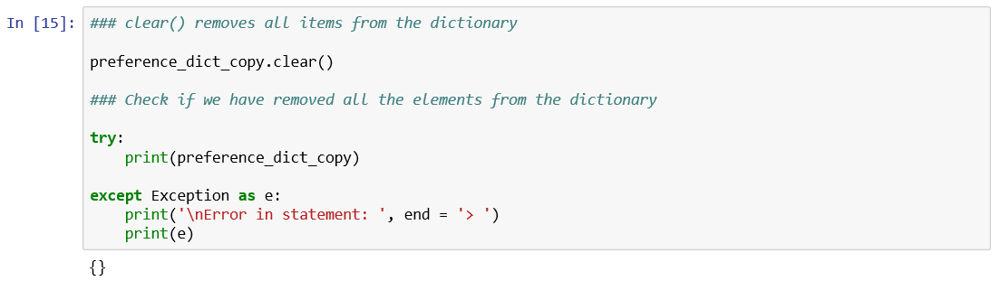 In [15]: ### clear() removes all items from the dictionary
preference_dict_copy.clear()
### Check if we have removed all the elements from the dictionary
try:
    print(preference_dict_copy)
except Exception as e:
    print('\nError in statement: ', end = '> ')
    print(e)
{}